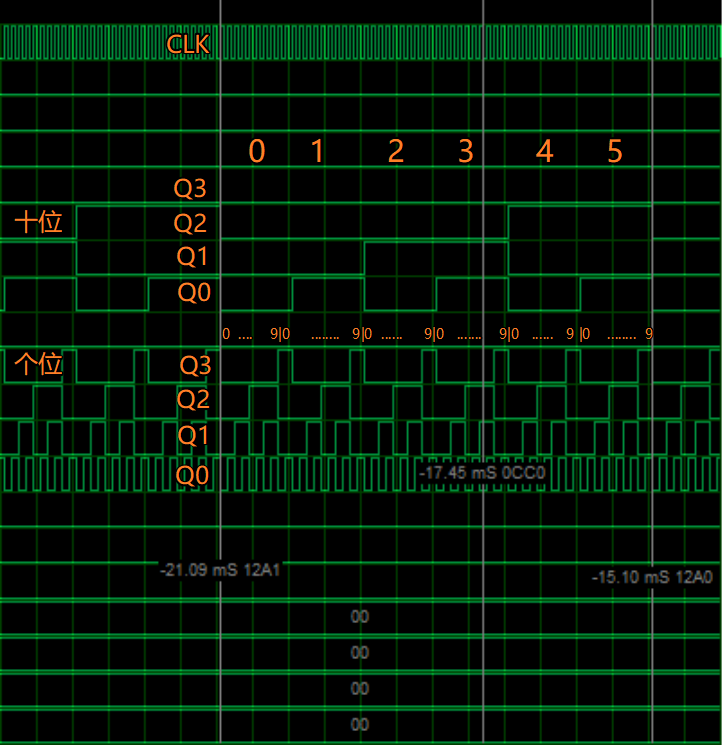 CLK
0 1 2 3 4 5
Q3
十位 Q2
Q1
Q0
0 .... 9|0 ........ 9|0 ...... 9|0 ....... 9|0 ...... 9|0 ........ 9
个位 Q3
Q2
Q1
Q0
-17.45 mS 0CC0
-21.09 mS 12A1
-15.10 mS 12A0
00
00
00
00